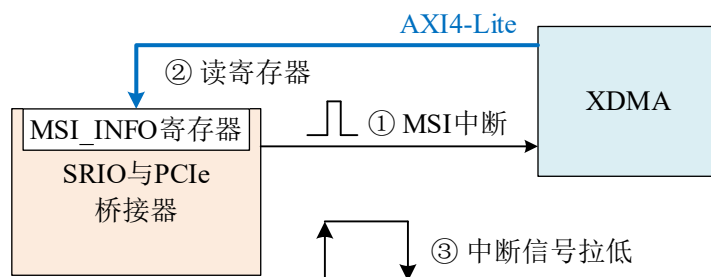 AXI4-Lite
② 读寄存器
XDMA
MSI_INFO寄存器
① MSI中断
SRIO与PCIe
桥接器
③ 中断信号拉低